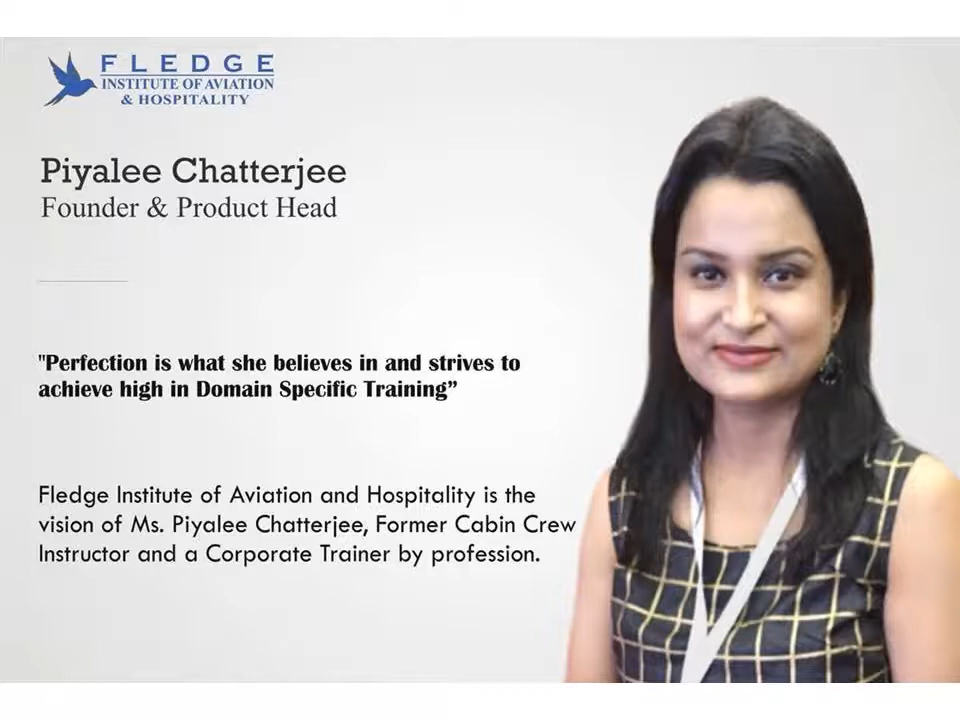 FLEDGE
INSTITUTE OF AVIATION
& HOSPITALITY
Piyalee Chatterjee
Founder & Product Head
"Perfection is what she believes in and strives to
achieve high in Domain Specific Training”
Fledge Institute of Aviation and Hospitality is the
vision of Ms. Piyalee Chatterjee, Former Cabin Crew
Instructor and a Corporate Trainer by profession.